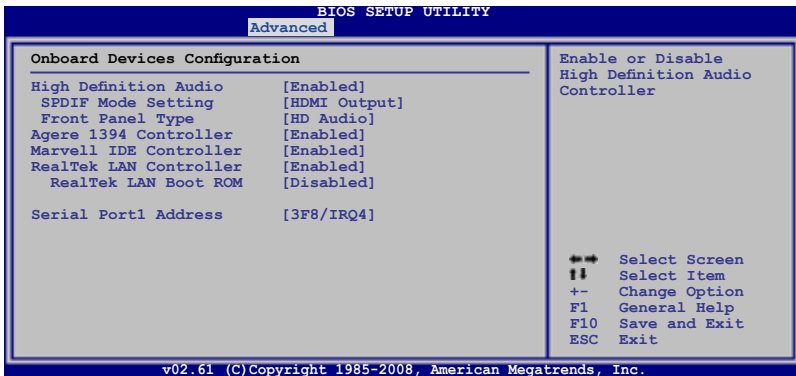 BIOS SETUP UTILITY
Advanced
Onboard Devices Configuration
High Definition Audio [Enabled]
SPDIF Mode Setting [HDMI Output]
Front Panel Type [HD Audio]
Agere 1394 Controller [Enabled]
Marvell IDE Controller [Enabled]
RealTek LAN Controller [Enabled]
RealTek LAN Boot ROM [Disabled]
Serial Port1 Address [3F8/IRQ4]
Enable or Disable
High Definition Audio
Controller
←→ Select Screen
↑↓ Select Item
+- Change Option
F1 General Help
F10 Save and Exit
ESC Exit
v02.61 (C)Copyright 1985-2008, American Megatrends, Inc.